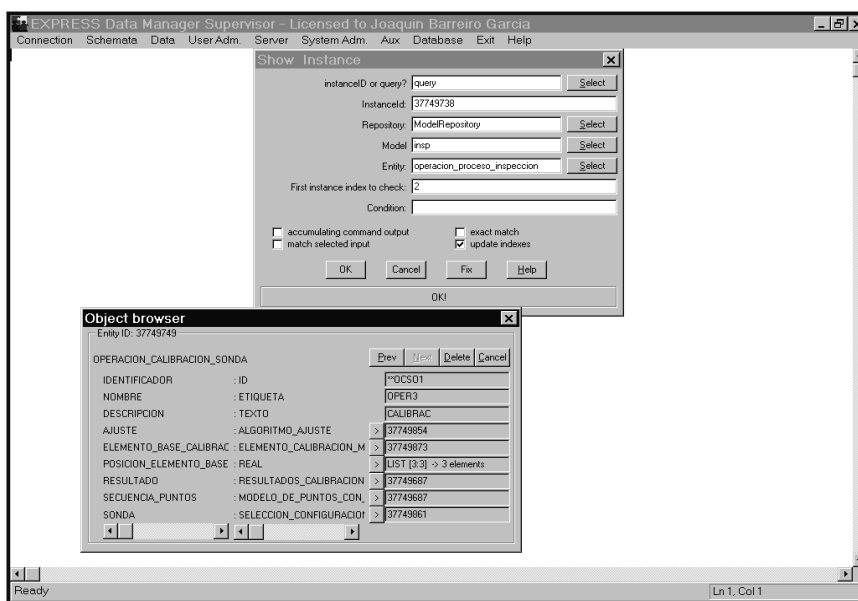 EXPRESS Data Manager Supervisor - Licensed to Joaquin Barreiro Garcia
Connection Schemata Data User Adm. Server System Adm. Aux Database Exit Help
Show Instance
instanceID or query? query Select
InstanceId: 37749738
Repository: ModelRepository Select
Model insp Select
Entity: operacion_proceso_inspeccion Select
First instance index to check: 2
Condition:
accumulating command output exact match
match selected input update indexes
OK Cancel Fix Help
OK!
Object browser
Entity ID: 37749749
OPERACION_CALIBRACION_SONDA Prev Next Delete Cancel
IDENTIFICADOR : ID **OCS01
NOMBRE : ETIQUETA OPER3
DESCRIPCION : TEXTO CALIBRAC
AJUSTE : ALGORITMO_AJUSTE > 37749854
ELEMENTO_BASE_CALIBRAC : ELEMENTO_CALIBRACION_M > 37749873
POSICION_ELEMENTO_BASE : REAL > LIST [3:3] -> 3 elements
RESULTADO : RESULTADOS_CALIBRACION > 37749687
SECUENCIA_PUNTOS : MODELO_DE_PUNTOS_CON_ > 37749687
SONDA : SELECCION_CONFIGURACION > 37749861
Ready Ln 1, Col 1